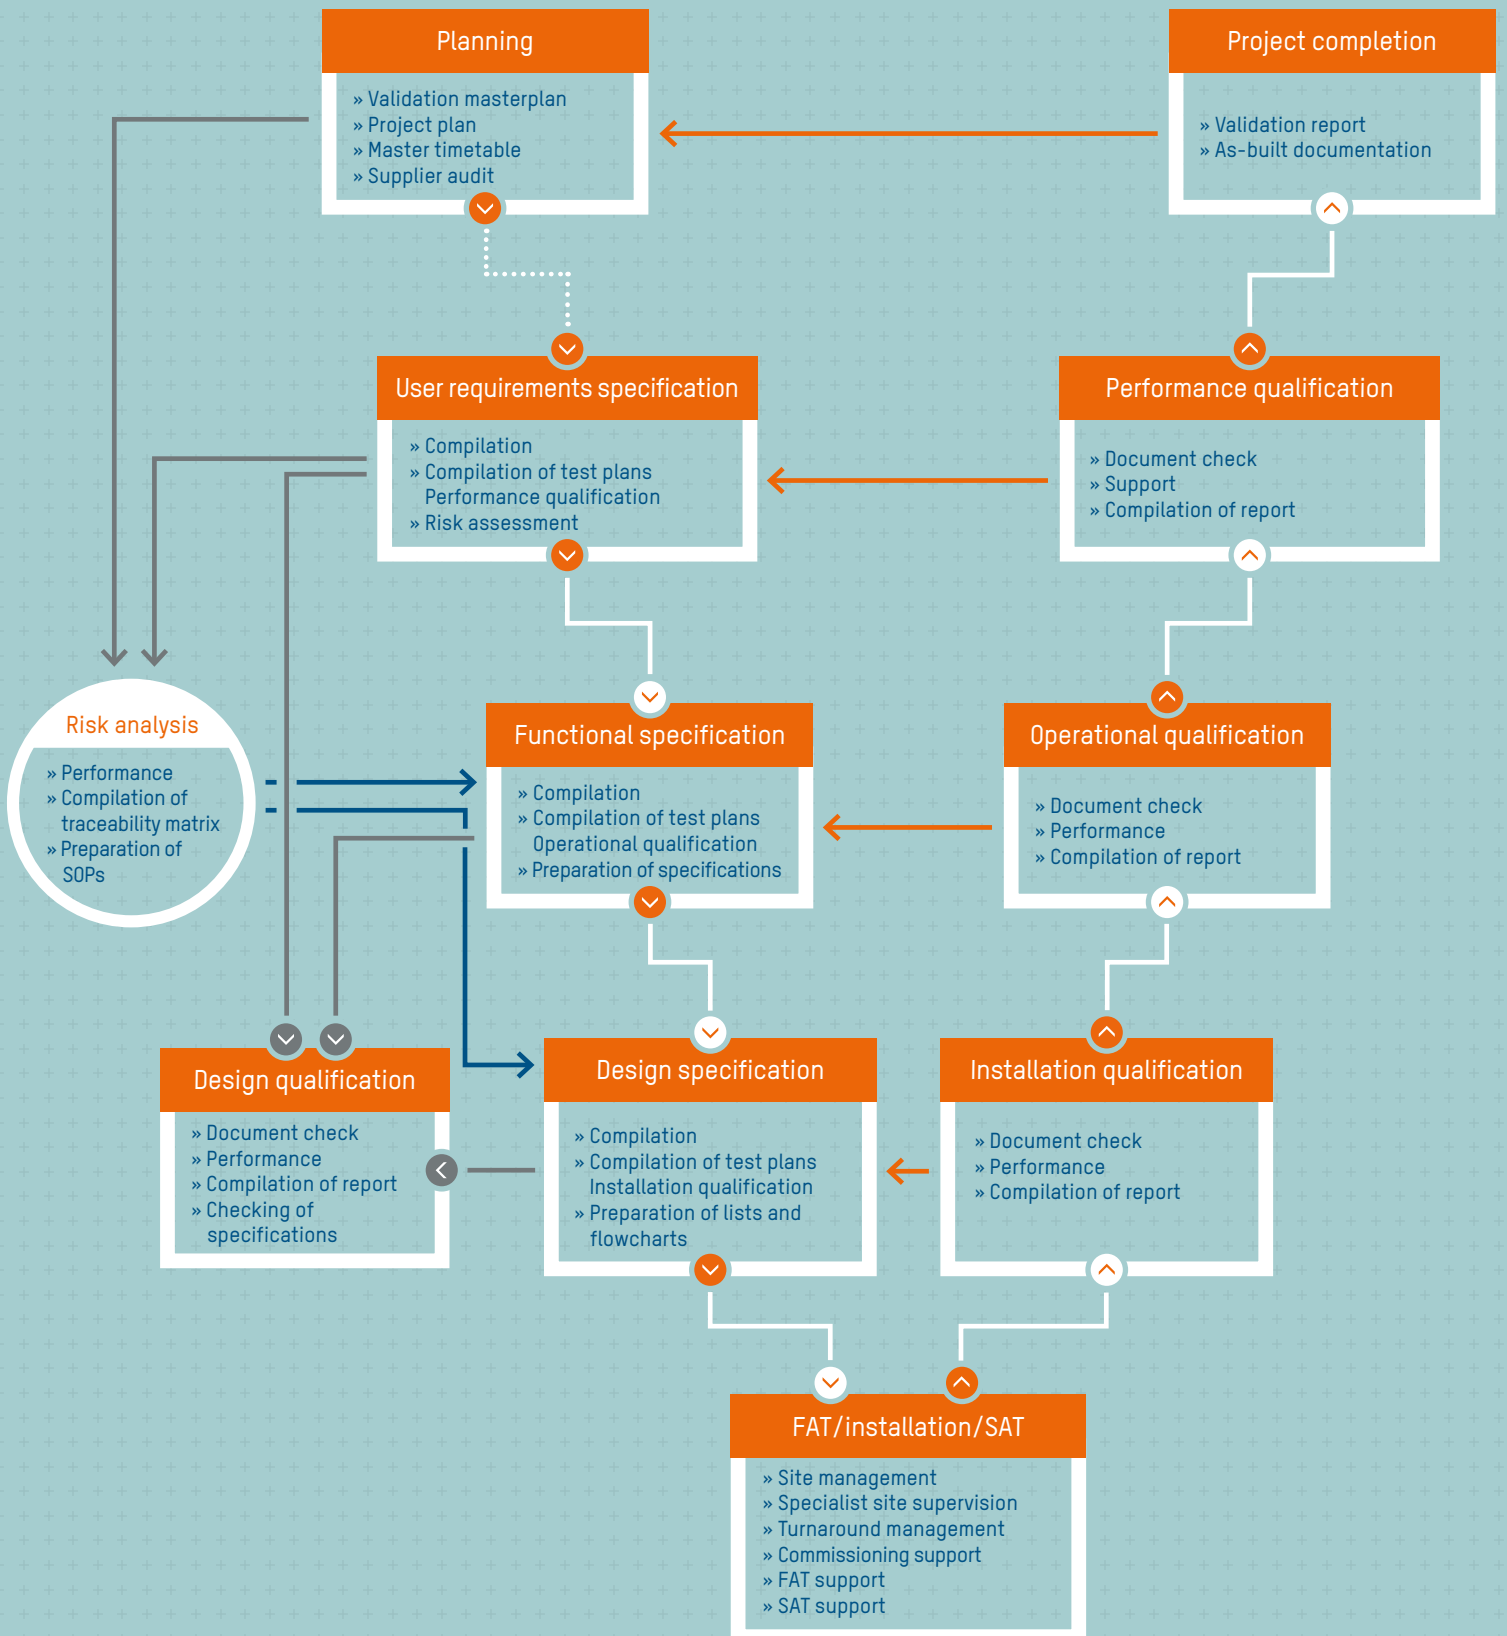 Planning
» Validation masterplan
» Project plan
» Master timetable
» Supplier audit
Project completion
» Validation report
» As-built documentation
User requirements specification
» Compilation
» Compilation of test plans
Performance qualification
» Risk assessment
Performance qualification
» Document check
» Support
» Compilation of report
Risk analysis
» Performance
» Compilation of
traceability matrix
» Preparation of
SOPs
Functional specification
» Compilation
» Compilation of test plans
Operational qualification
» Preparation of specifications
Operational qualification
» Document check
» Performance
» Compilation of report
Design qualification
» Document check
» Performance
» Compilation of report
» Checking of
specifications
Design specification
» Compilation
» Compilation of test plans
Installation qualification
» Preparation of lists and
flowcharts
Installation qualification
» Document check
» Performance
» Compilation of report
FAT/installation/SAT
» Site management
» Specialist site supervision
» Turnaround management
» Commissioning support
» FAT support
» SAT support